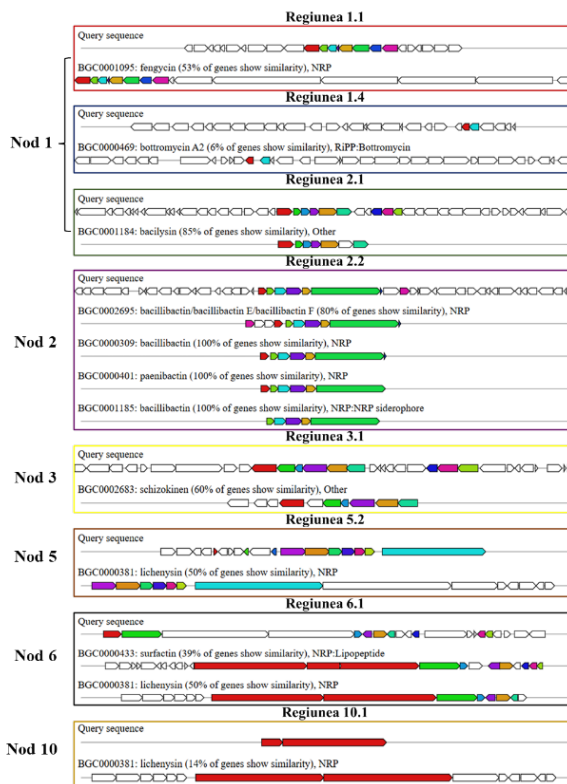 Regiunea 1.1
Query sequence
BGC0001095: fengycin (53% of genes show similarity), NRP
Regiunea 1.4
Query sequence
Nod 1
BGC0000469: bottromycin A2 (6% of genes show similarity), RiPP:Bottromycin
Regiunea 2.1
Query sequence
BGC0001184: bacilysin (85% of genes show similarity), Other
Regiunea 2.2
Query sequence
BGC0002695: bacillibactin/bacillibactin E/bacillibactin F (80% of genes show similarity), NRP
Nod 2
BGC0000309: bacillibactin (100% of genes show similarity), NRP
BGC0000401: paenibactin (100% of genes show similarity), NRP
BGC0001185: bacillibactin (100% of genes show similarity), NRP:NRP siderophore
Regiunea 3.1
Query sequence
Nod 3
BGC0002683: schizokinen (60% of genes show similarity), Other
Regiunea 5.2
Query sequence
Nod 5
BGC0000381: lichenysin (50% of genes show similarity), NRP
Regiunea 6.1
Query sequence
Nod 6
BGC0000433: surfactin (39% of genes show similarity), NRP:Lipopeptide
BGC0000381: lichenysin (50% of genes show similarity), NRP
Regiunea 10.1
Query sequence
Nod 10
BGC0000381: lichenysin (14% of genes show similarity), NRP